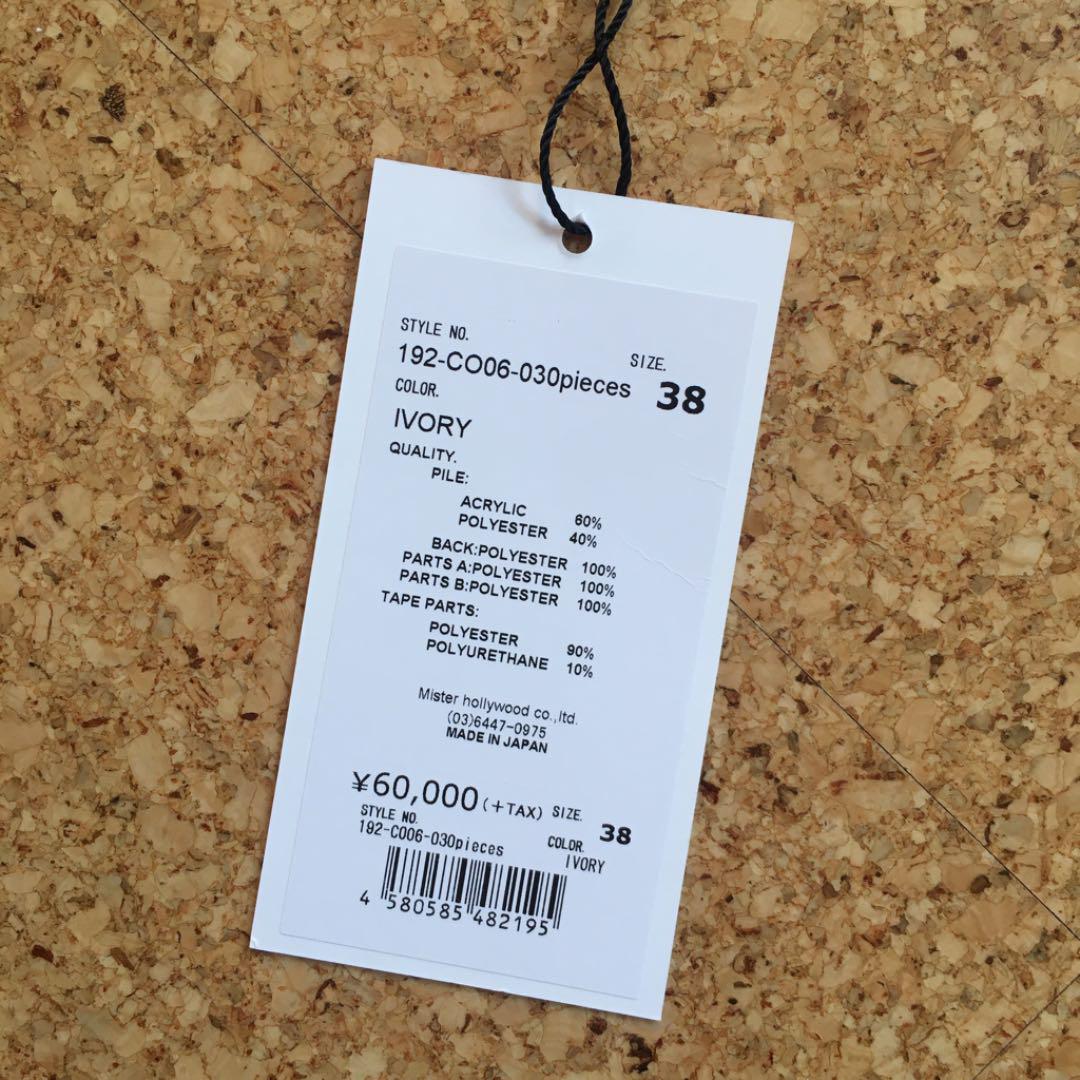 STYLE NO.
SIZE.
192-CO06-030pieces 38
COLOR.
IVORY
QUALITY.
PILE:
ACRYLIC 60%
POLYESTER 40%
BACK:POLYESTER 100%
PARTS A:POLYESTER 100%
PARTS B:POLYESTER 100%
TAPE PARTS:
POLYESTER 90%
POLYURETHANE 10%
Mister hollywood co.,ltd.
(03)6447-0975
MADE IN JAPAN
¥60,000(+TAX) SIZE. 38
STYLE NO.
192-CO06-030pieces
COLOR.
IVORY
4 580585 482195